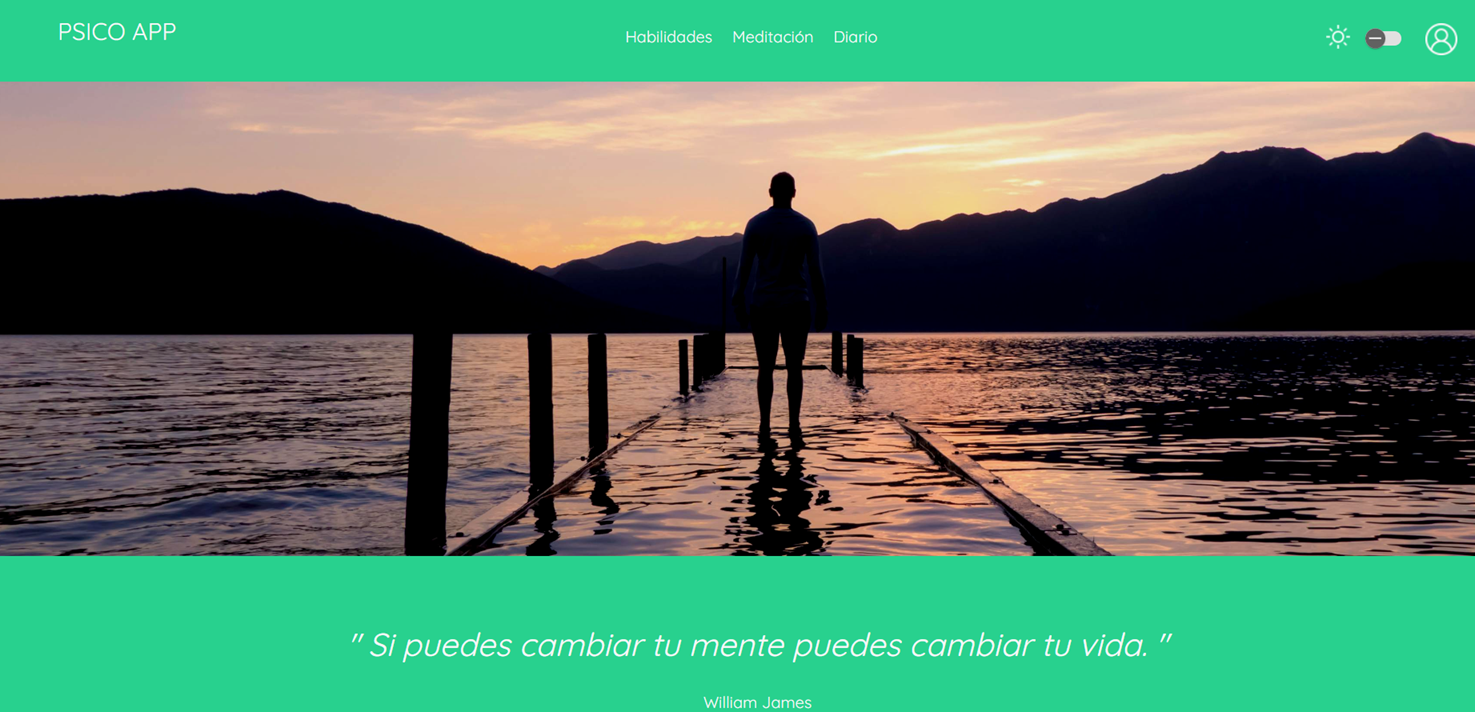 PSICO APP
Habilidades Meditación Diario
" Si puedes cambiar tu mente puedes cambiar tu vida. "
William James